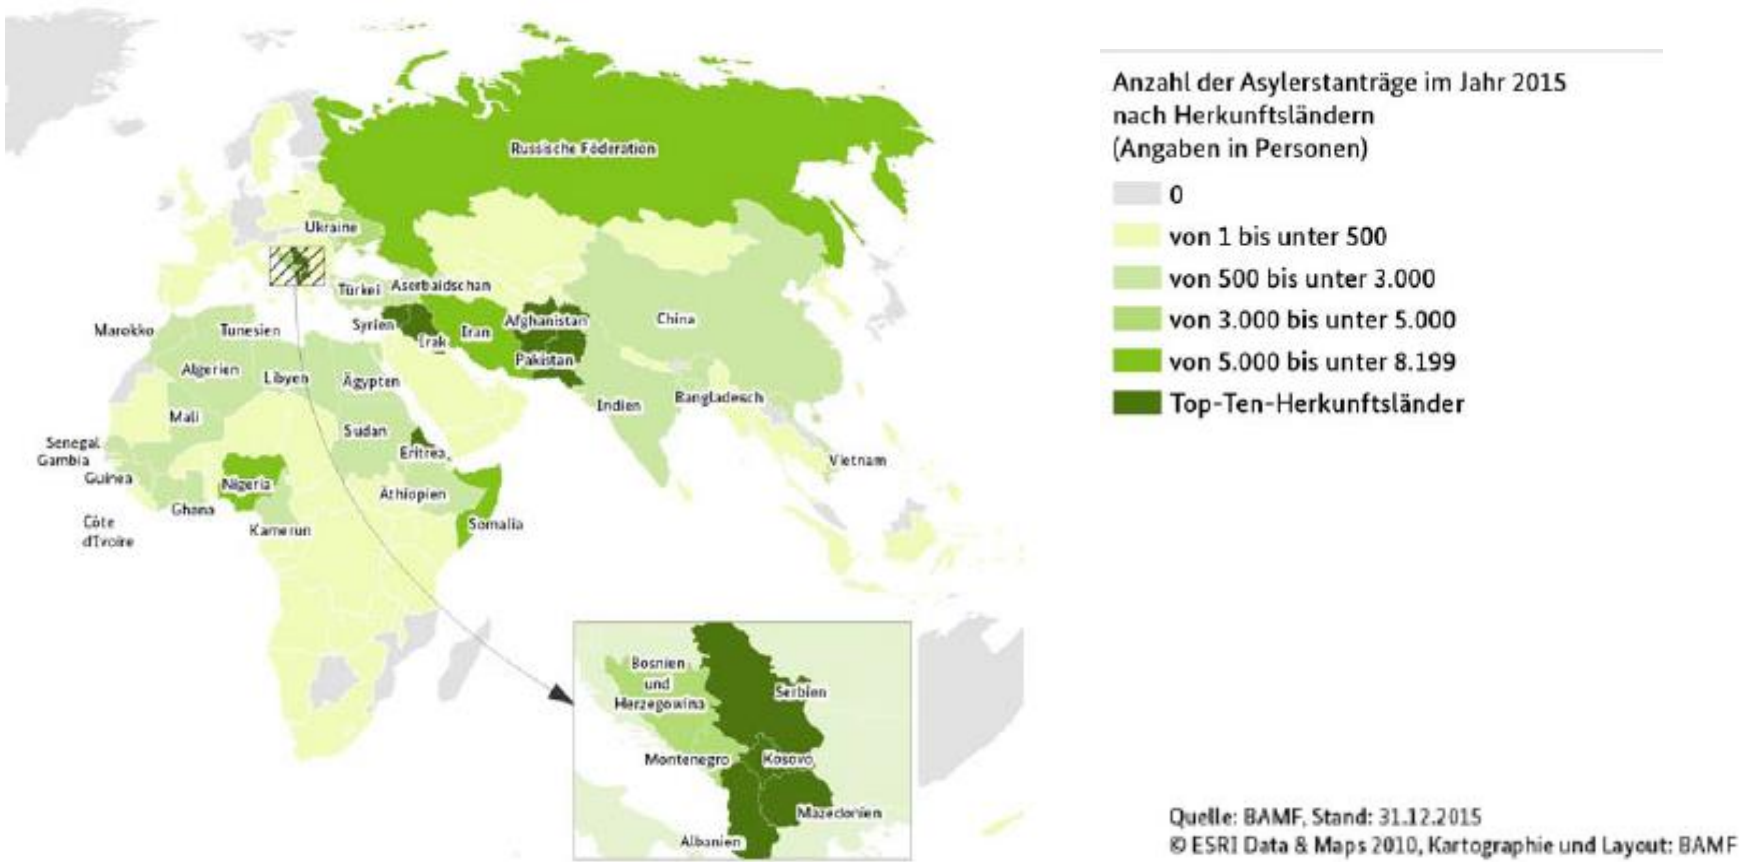 Russische Föderation
Ukraine
Türkei
Aserbaidschan
Marokko
Tunesien
Syrien
Irak
Iran
Afghanistan
Pakistan
China
Algerien
Libyen
Ägypten
Indien
Bangladesch
Mali
Sudan
Senegal
Gambia
Eritrea
Vietnam
Guinea
Nigeria
Äthiopien
Ghana
Côte
d'Ivoire
Kamerun
Somalia
Bosnien
und
Herzegowina
Serbien
Montenegro
Kosovo
Mazedonien
Albanien
Anzahl der Asylerstanträge im Jahr 2015
nach Herkunftsländern
(Angaben in Personen)
0
von 1 bis unter 500
von 500 bis unter 3.000
von 3.000 bis unter 5.000
von 5.000 bis unter 8.199
Top-Ten-Herkunftsländer
Quelle: BAMF, Stand: 31.12.2015
© ESRI Data & Maps 2010, Kartographie und Layout: BAMF